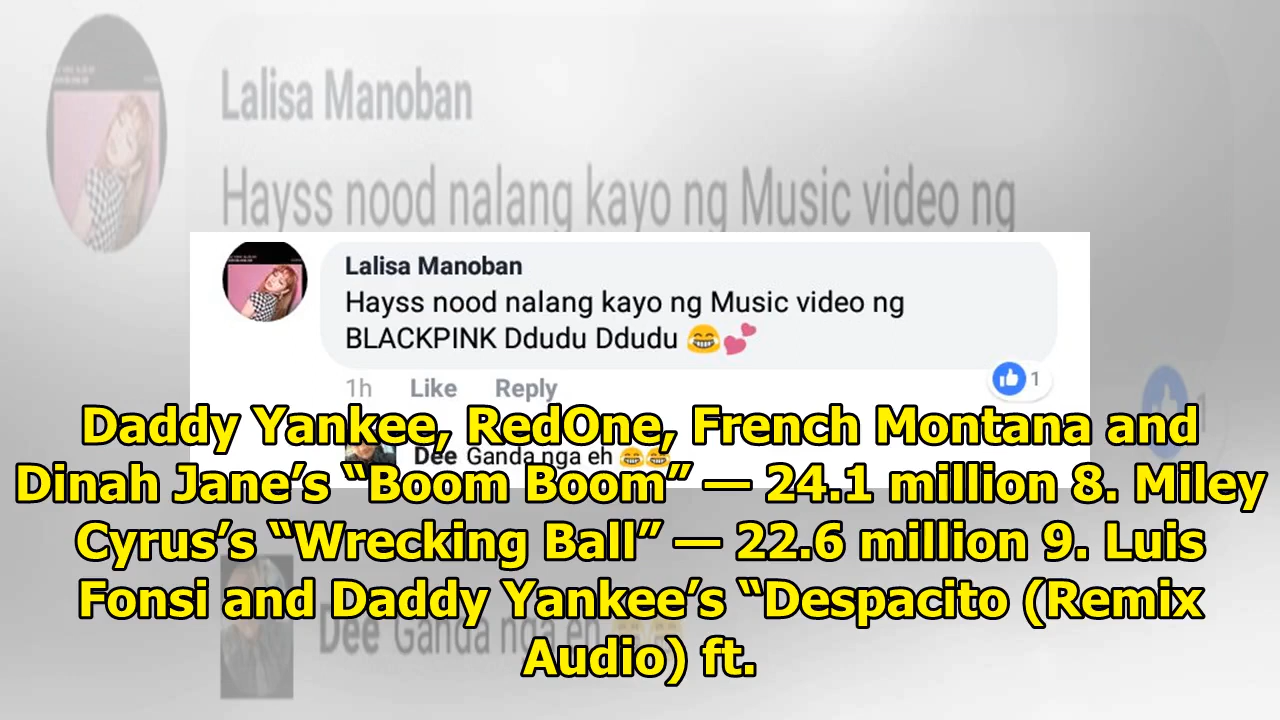 Lalisa Manoban
Hayss nood nalang kayo ng Music video ng
Lalisa Manoban
Hayss nood nalang kayo ng Music video ng
BLACKPINK Ddudu Ddudu 😂💕
1h Like Reply
1
1
Dee Ganda nga eh 😂😂
Daddy Yankee, RedOne, French Montana and
Dinah Jane’s “Boom Boom” — 24.1 million 8. Miley
Cyrus’s “Wrecking Ball” — 22.6 million 9. Luis
Fonsi and Daddy Yankee’s “Despacito (Remix
Audio) ft.
Dee Ganda nga eh 😂😂